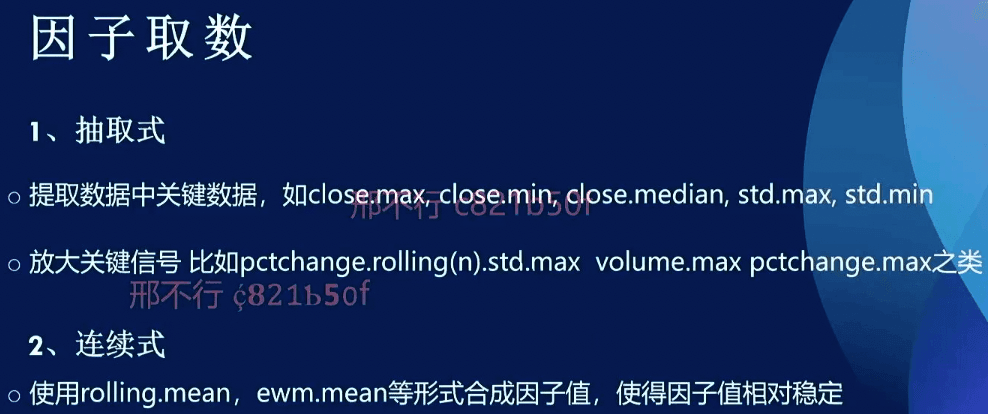 因子取数
1、抽取式
提取数据中关键数据，如close.max, close.min, close.median, std.max, std.min
邢不行 c821b50f
放大关键信号 比如pctchange.rolling(n).std.max volume.max pctchange.max之类
邢不行 c821b50f
2、连续式
使用rolling.mean，ewm.mean等形式合成因子值，使得因子值相对稳定